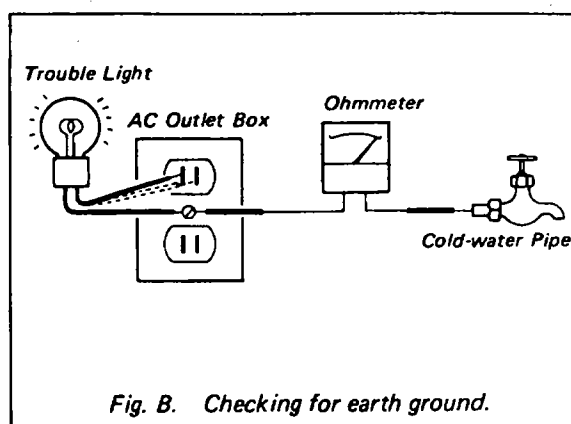 Trouble Light
AC Outlet Box
Ohmmeter
Cold-water Pipe
Fig. B. Checking for earth ground.